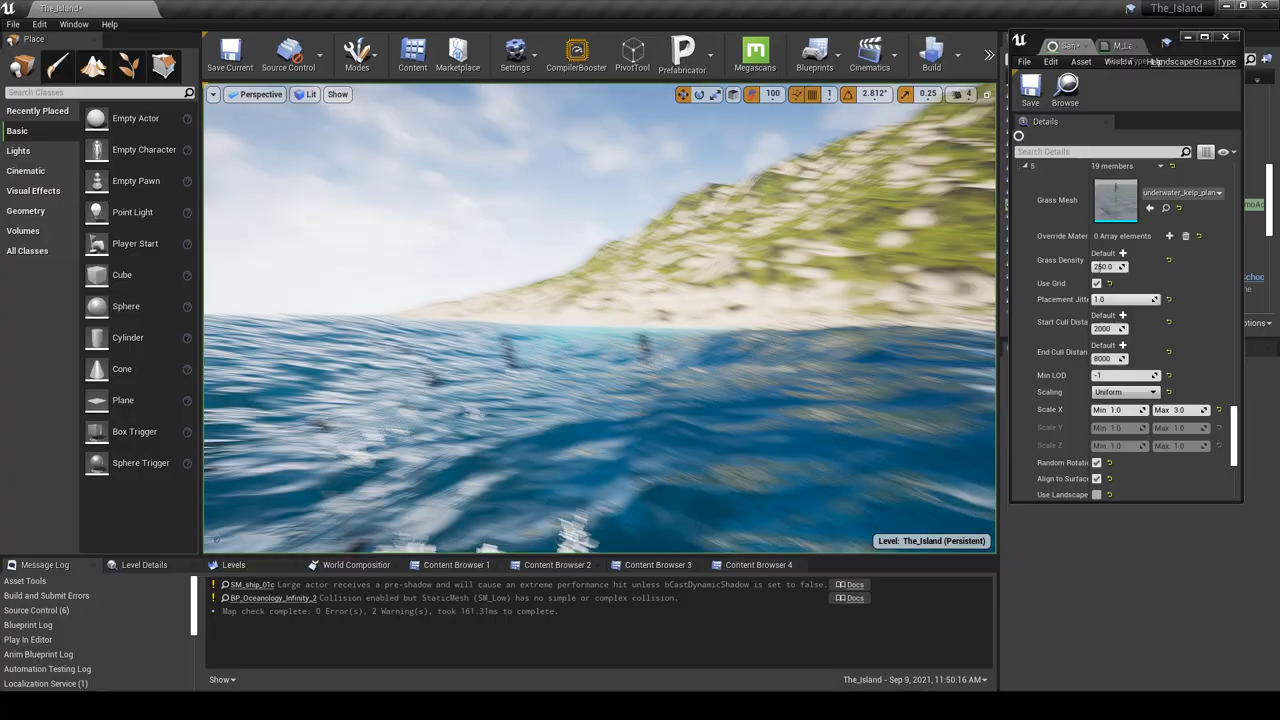 The_Island*
The_Island
File
Edit
Window
Help
Place
Search Classes
Recently Placed
Basic
Lights
Cinematic
Visual Effects
Geometry
Volumes
All Classes
Empty Actor
Empty Character
Empty Pawn
Point Light
Player Start
Cube
Sphere
Cylinder
Cone
Plane
Box Trigger
Sphere Trigger
Save Current
Source Control
Modes
Content
Marketplace
Settings
CompilerBooster
PivotTool
Prefabricator
Megascans
Blueprints
Cinematics
Build
Perspective
Lit
Show
100
1
2.812°
0.25
4
Level: The_Island (Persistent)
File
Edit
Asset
LandscapeGrassType
Save
Browse
Details
Search Details
5
19 members
Grass Mesh
underwater_kelp_plan
Override Mater
0 Array elements
Default
Grass Density
250.0
Use Grid
Placement Jitte
1.0
Default
Start Cull Dista
2000
Default
End Cull Distan
8000
Min LOD
-1
Scaling
Uniform
Scale X
Min 1.0
Max 3.0
Scale Y
Min 1.0
Max 1.0
Scale Z
Min 1.0
Max 1.0
Random Rotatio
Align to Surface
Use Landscape
Message Log
Level Details
Levels
World Compositor
Content Browser 1
Content Browser 2
Content Browser 3
Content Browser 4
Asset Tools
Build and Submit Errors
Source Control (6)
Blueprint Log
Play In Editor
Anim Blueprint Log
Automation Testing Log
Localization Service (1)
SM_ship_01c Large actor receives a pre-shadow and will cause an extreme performance hit unless bCastDynamicShadow is set to false. Docs
BP_Oceanology_Infinity_2 Collision enabled but StaticMesh (SM_Low) has no simple or complex collision. Docs
Map check complete: 0 Error(s), 2 Warning(s), took 161.31ms to complete.
Show
The_Island - Sep 9, 2021, 11:50:16 AM